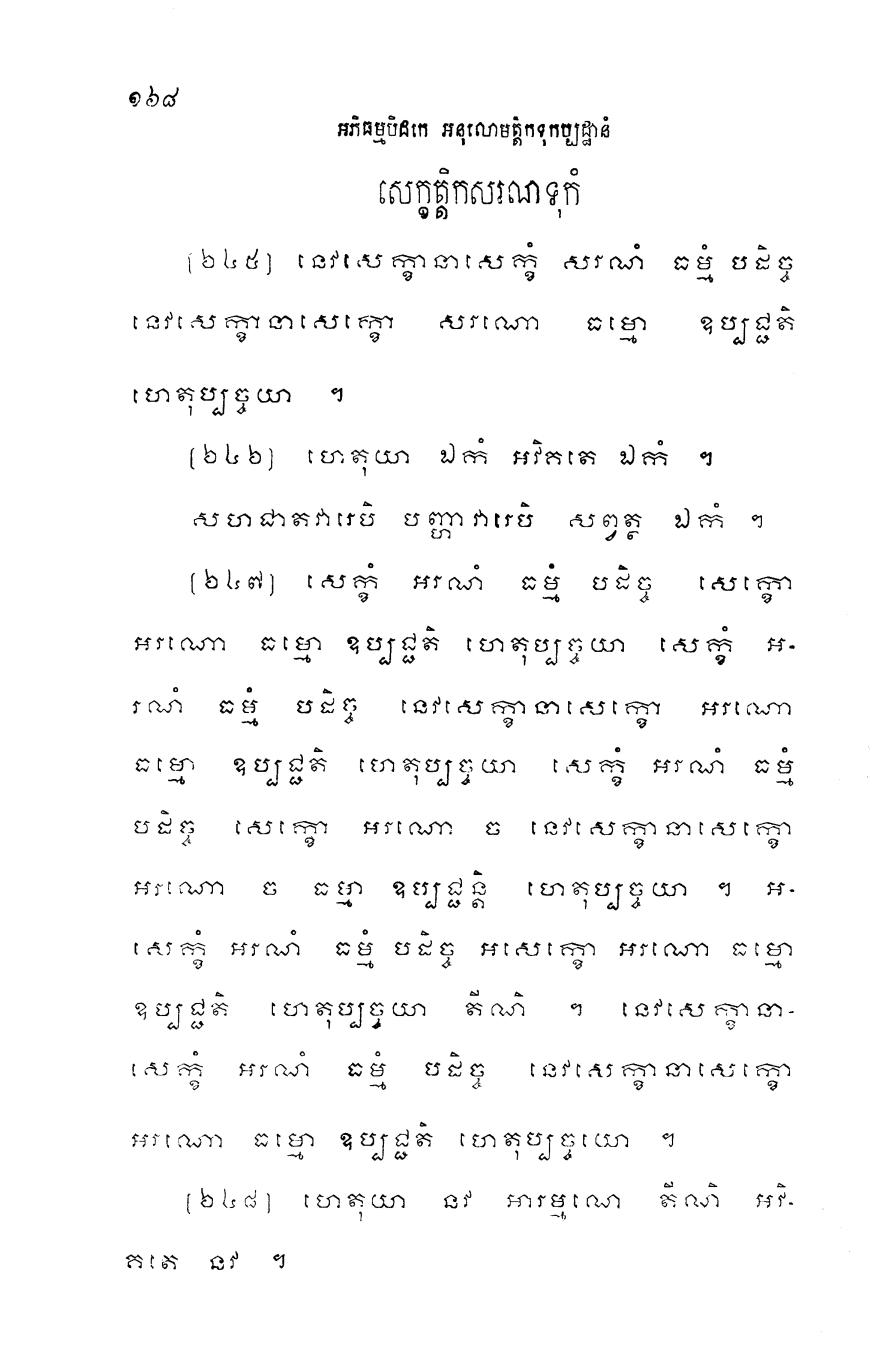 ១៦៨
អភិធម្មបិដកេ អនុលោមត្តិកទុកប្បដ្ឋានំ
សេក្ខត្តិកសរណទុកំ
[២៤៥] នេវសេក្ខានាសេក្ខំ សរណំ ធម្មំ បដិច្ច
នេវសេក្ខានាសេក្ខោ សរណោ ធម្មោ ឧប្បជ្ជតិ
ហេតុប្បច្ចយា ។
[២៤៦] ហេតុយា ឯកំ អវិគតេ ឯកំ ។
សហជាតវារេបិ បញ្ហាវារេបិ សព្វត្ថ ឯកំ ។
[២៤៧] សេក្ខំ អរណំ ធម្មំ បដិច្ច សេក្ខោ
អរណោ ធម្មោ ឧប្បជ្ជតិ ហេតុប្បច្ចយា សេក្ខំ អ-
រណំ ធម្មំ បដិច្ច នេវសេក្ខានាសេក្ខោ អរណោ
ធម្មោ ឧប្បជ្ជតិ ហេតុប្បច្ចយា សេក្ខំ អរណំ ធម្មំ
បដិច្ច សេក្ខោ អរណោ ច នេវសេក្ខានាសេក្ខោ
អរណោ ច ធម្មា ឧប្បជ្ជន្តិ ហេតុប្បច្ចយា ។ អ-
សេក្ខំ អរណំ ធម្មំ បដិច្ច អសេក្ខោ អរណោ ធម្មោ
ឧប្បជ្ជតិ ហេតុប្បច្ចយា តីណិ ។ នេវសេក្ខានា-
សេក្ខំ អរណំ ធម្មំ បដិច្ច នេវសេក្ខានាសេក្ខោ
អរណោ ធម្មោ ឧប្បជ្ជតិ ហេតុប្បច្ចយោ ។
[២៤៨] ហេតុយា នវ អារម្មណេ តីណិ អវិ-
គតេ នវ ។